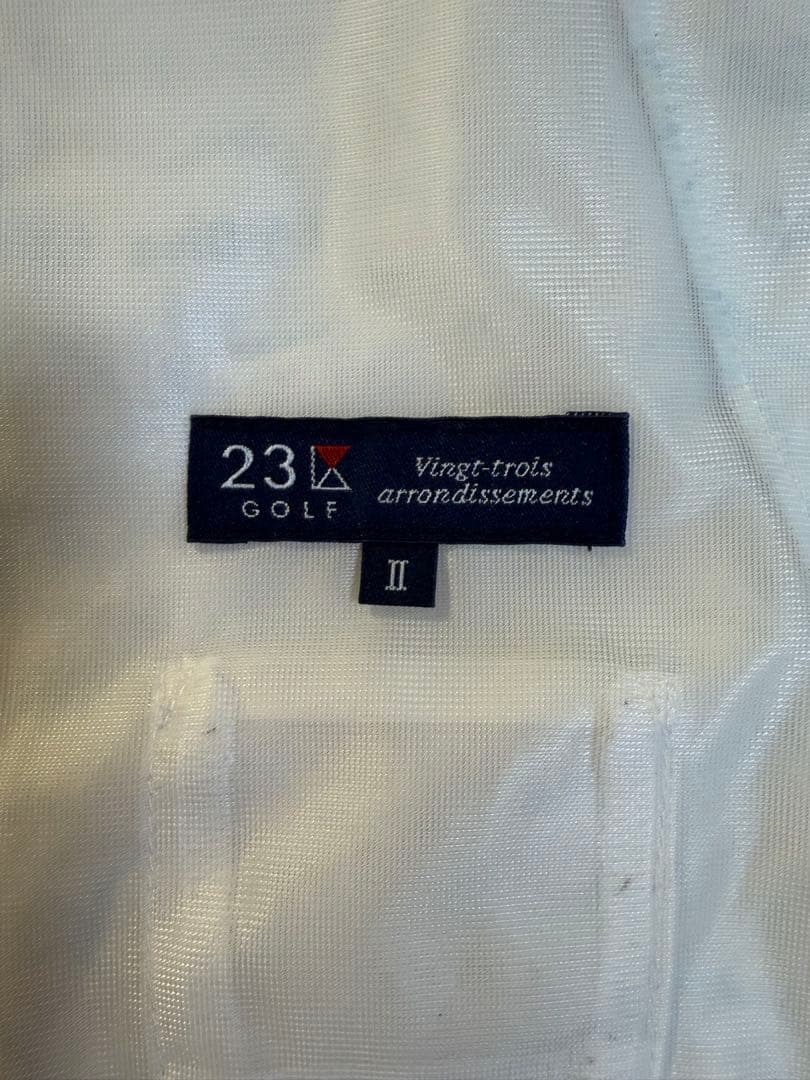 23
GOLF
Vingt-trois
arrondissements
II